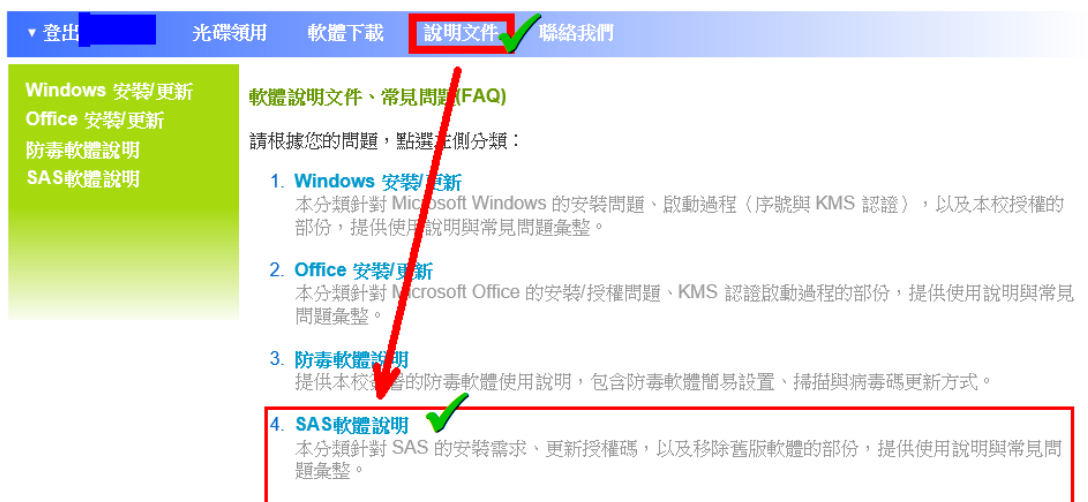 ▼ 登出
光碟領用 軟體下載 說明文件 聯絡我們
Windows 安裝/更新
Office 安裝/更新
防毒軟體說明
SAS軟體說明
軟體說明文件、常見問題(FAQ)
請根據您的問題，點選左側分類：
1. Windows 安裝/更新
本分類針對 Microsoft Windows 的安裝問題、啟動過程（序號與 KMS 認證），以及本校授權的
部份，提供使用說明與常見問題彙整。
2. Office 安裝/更新
本分類針對 Microsoft Office 的安裝/授權問題、KMS 認證啟動過程的部份，提供使用說明與常見
問題彙整。
3. 防毒軟體說明
提供本校簽署的防毒軟體使用說明，包含防毒軟體簡易設置、掃描與病毒碼更新方式。
4. SAS軟體說明
本分類針對 SAS 的安裝需求、更新授權碼，以及移除舊版軟體的部份，提供使用說明與常見問
題彙整。